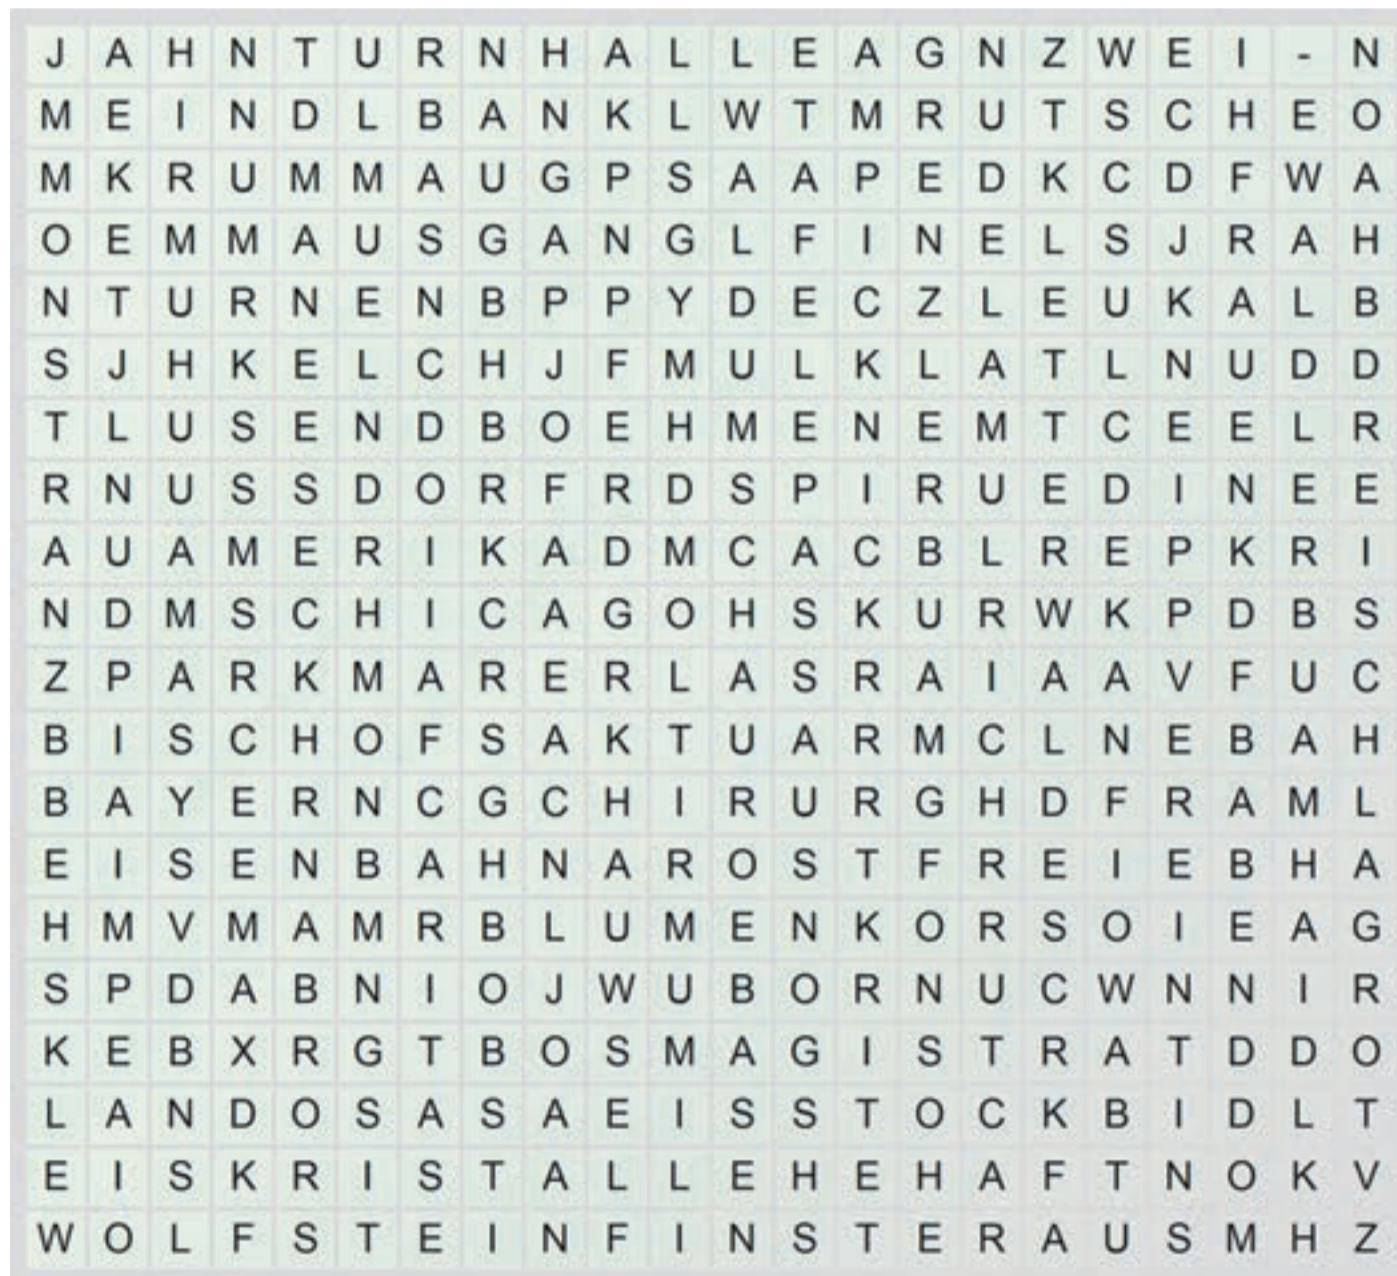 J A H N T U R N H A L L E A G N Z W E I - N
M E I N D L B A N K L W T M R U T S C H E O
M K R U M M A U G P S A A P E D K C D F W A
O E M M A U S G A N G L F I N E L S J R A H
N T U R N E N B P P Y D E C Z L E U K A L B
S J H K E L C H J F M U L K L A T L N U D D
T L U S E N D B O E H M E N E M T C E E L R
R N U S S D O R F R D S P I R U E D I N E E
A U A M E R I K A D M C A C B L R E P K R I
N D M S C H I C A G O H S K U R W K P D B S
Z P A R K M A R E R L A S R A I A A V F U C
B I S C H O F S A K T U A R M C L N E B A H
B A Y E R N C G C H I R U R G H D F R A M L
E I S E N B A H N A R O S T F R E I E B H A
H M V M A M R B L U M E N K O R S O I E A G
S P D A B N I O J W U B O R N U C W N N I R
K E B X R G T B O S M A G I S T R A T D D O
L A N D O S A S A E I S S T O C K B I D L T
E I S K R I S T A L L E H E H A F T N O K V
W O L F S T E I N F I N S T E R A U S M H Z